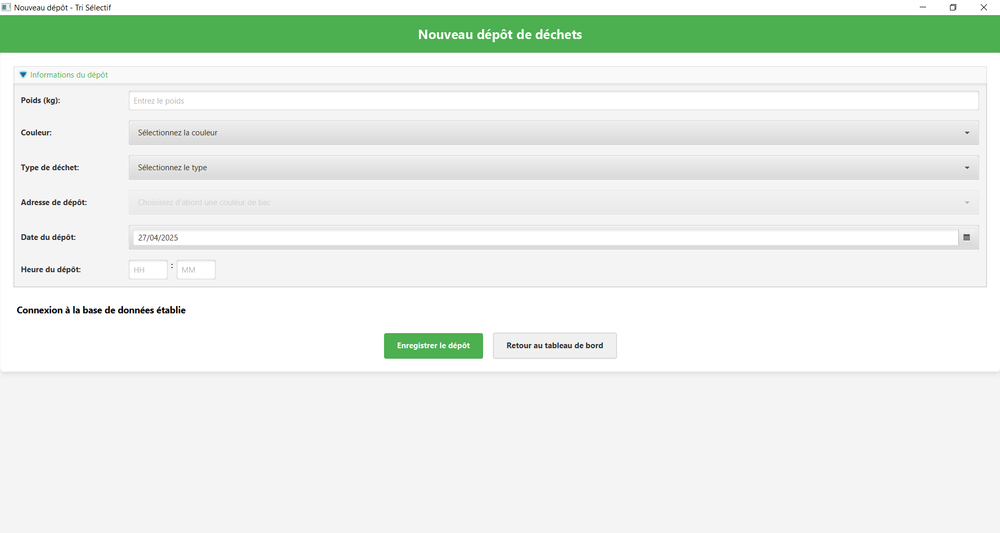 Nouveau dépôt - Tri Sélectif
Nouveau dépôt de déchets
Informations du dépôt
Poids (kg): Entrez le poids
Couleur: Sélectionnez la couleur
Type de déchet: Sélectionnez le type
Adresse de dépôt: Choisissez d'abord une couleur de bac
Date du dépôt: 27/04/2025
Heure du dépôt: HH : MM
Connexion à la base de données établie
Enregistrer le dépôt Retour au tableau de bord